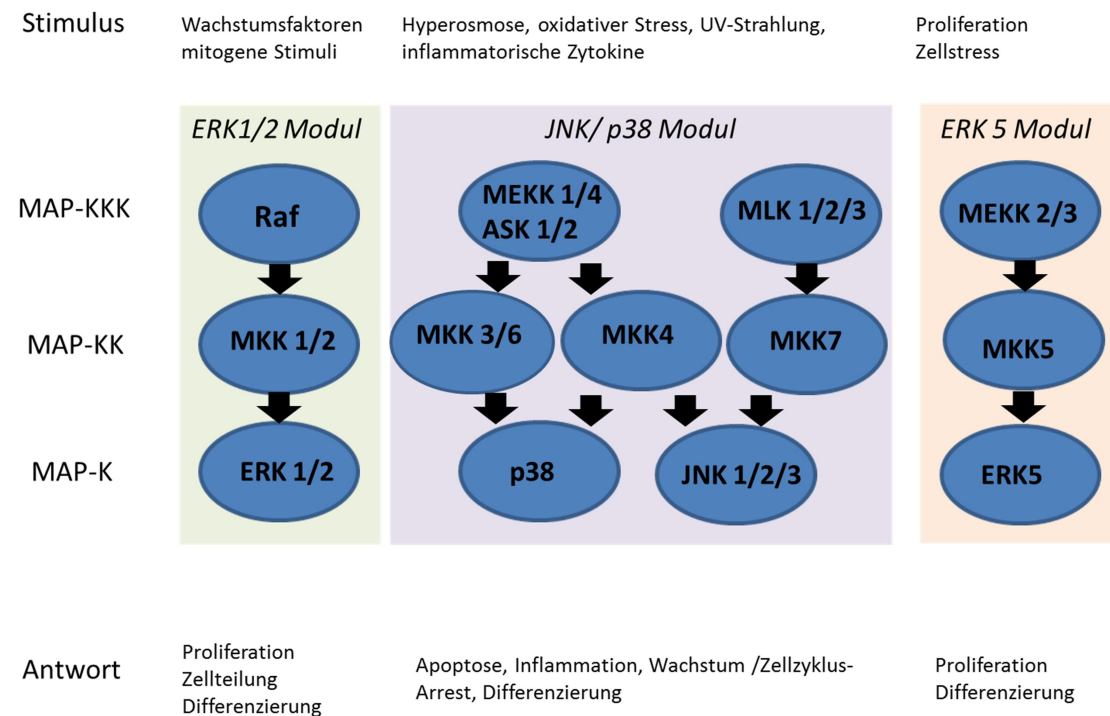 Stimulus
Wachstumsfaktoren
mitogene Stimuli
Hyperosmose, oxidativer Stress, UV-Strahlung,
inflammatorische Zytokine
Proliferation
Zellstress
ERK1/2 Modul
JNK/ p38 Modul
ERK 5 Modul
MAP-KKK
Raf
MEKK 1/4
ASK 1/2
MLK 1/2/3
MEKK 2/3
MAP-KK
MKK 1/2
MKK 3/6
MKK4
MKK7
MKK5
MAP-K
ERK 1/2
p38
JNK 1/2/3
ERK5
Antwort
Proliferation
Zellteilung
Differenzierung
Apoptose, Inflammation, Wachstum /Zellzyklus-
Arrest, Differenzierung
Proliferation
Differenzierung